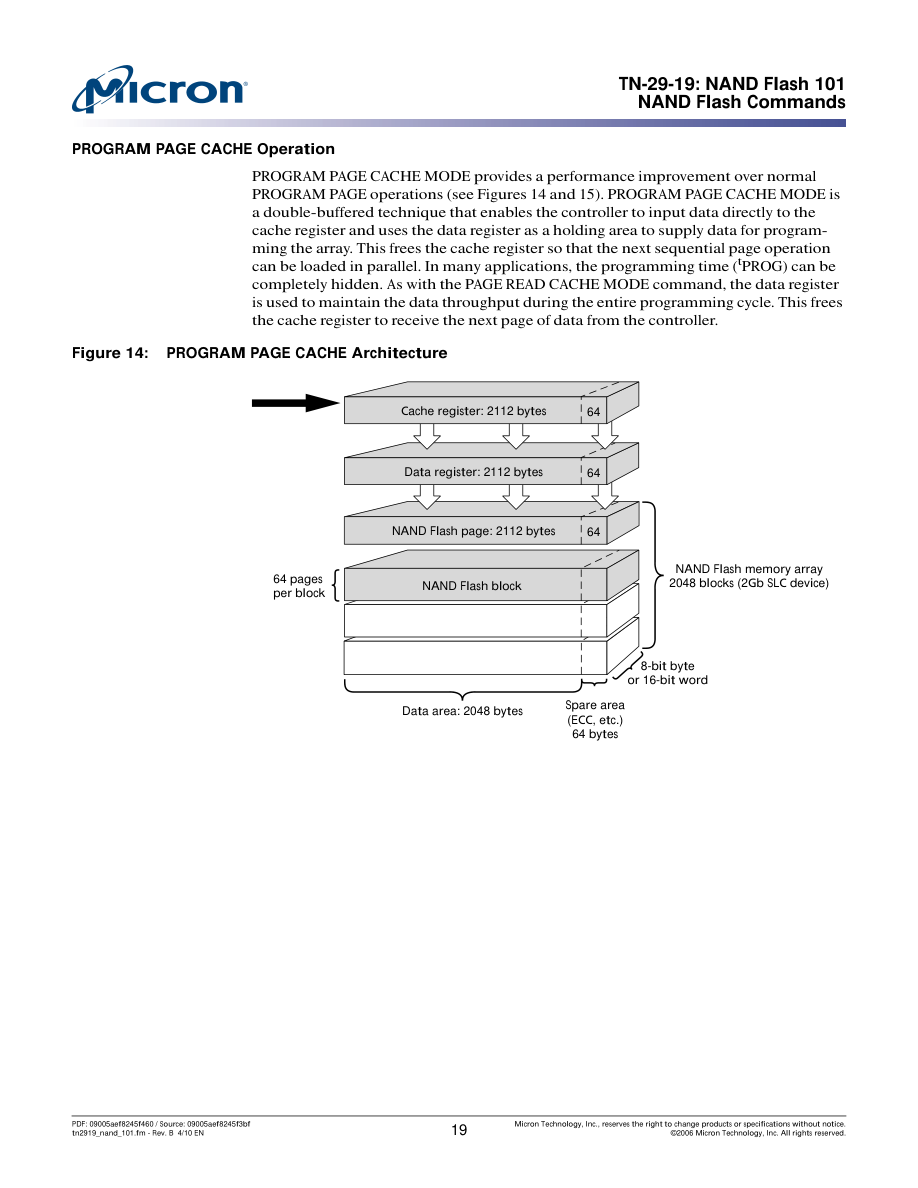 Micron
TN-29-19: NAND Flash 101
NAND Flash Commands
PROGRAM PAGE CACHE Operation
PROGRAM PAGE CACHE MODE provides a performance improvement over normal
PROGRAM PAGE operations (see Figures 14 and 15). PROGRAM PAGE CACHE MODE is
a double-buffered technique that enables the controller to input data directly to the
cache register and uses the data register as a holding area to supply data for program-
ming the array. This frees the cache register so that the next sequential page operation
can be loaded in parallel. In many applications, the programming time (tPROG) can be
completely hidden. As with the PAGE READ CACHE MODE command, the data register
is used to maintain the data throughput during the entire programming cycle. This frees
the cache register to receive the next page of data from the controller.
Figure 14: PROGRAM PAGE CACHE Architecture
Cache register: 2112 bytes 64
Data register: 2112 bytes 64
NAND Flash page: 2112 bytes 64
64 pages
per block
NAND Flash block
NAND Flash memory array
2048 blocks (2Gb SLC device)
8-bit byte
or 16-bit word
Data area: 2048 bytes
Spare area
(ECC, etc.)
64 bytes
PDF: 09005aef8245f460 / Source: 09005aef8245f3bf
tn2919_nand_101.fm - Rev. B 4/10 EN
19
Micron Technology, Inc., reserves the right to change products or specifications without notice.
©2006 Micron Technology, Inc. All rights reserved.